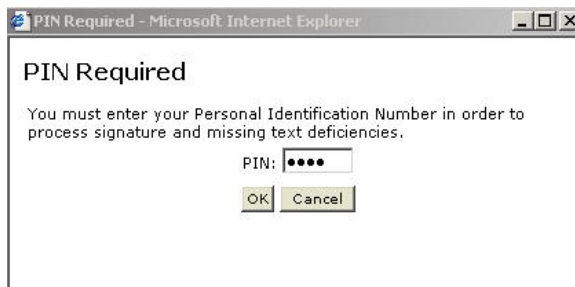 PIN Required - Microsoft Internet Explorer
PIN Required
You must enter your Personal Identification Number in order to
process signature and missing text deficiencies.
PIN: ●●●●
OK Cancel